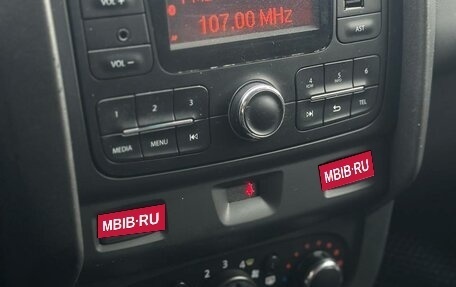 VOL +
107.00 MHz
AST
VOL −
1 2 3
4 5 6
MEDIA MENU
TEL
MBIB·RU
MBIB·RU
2 3 4